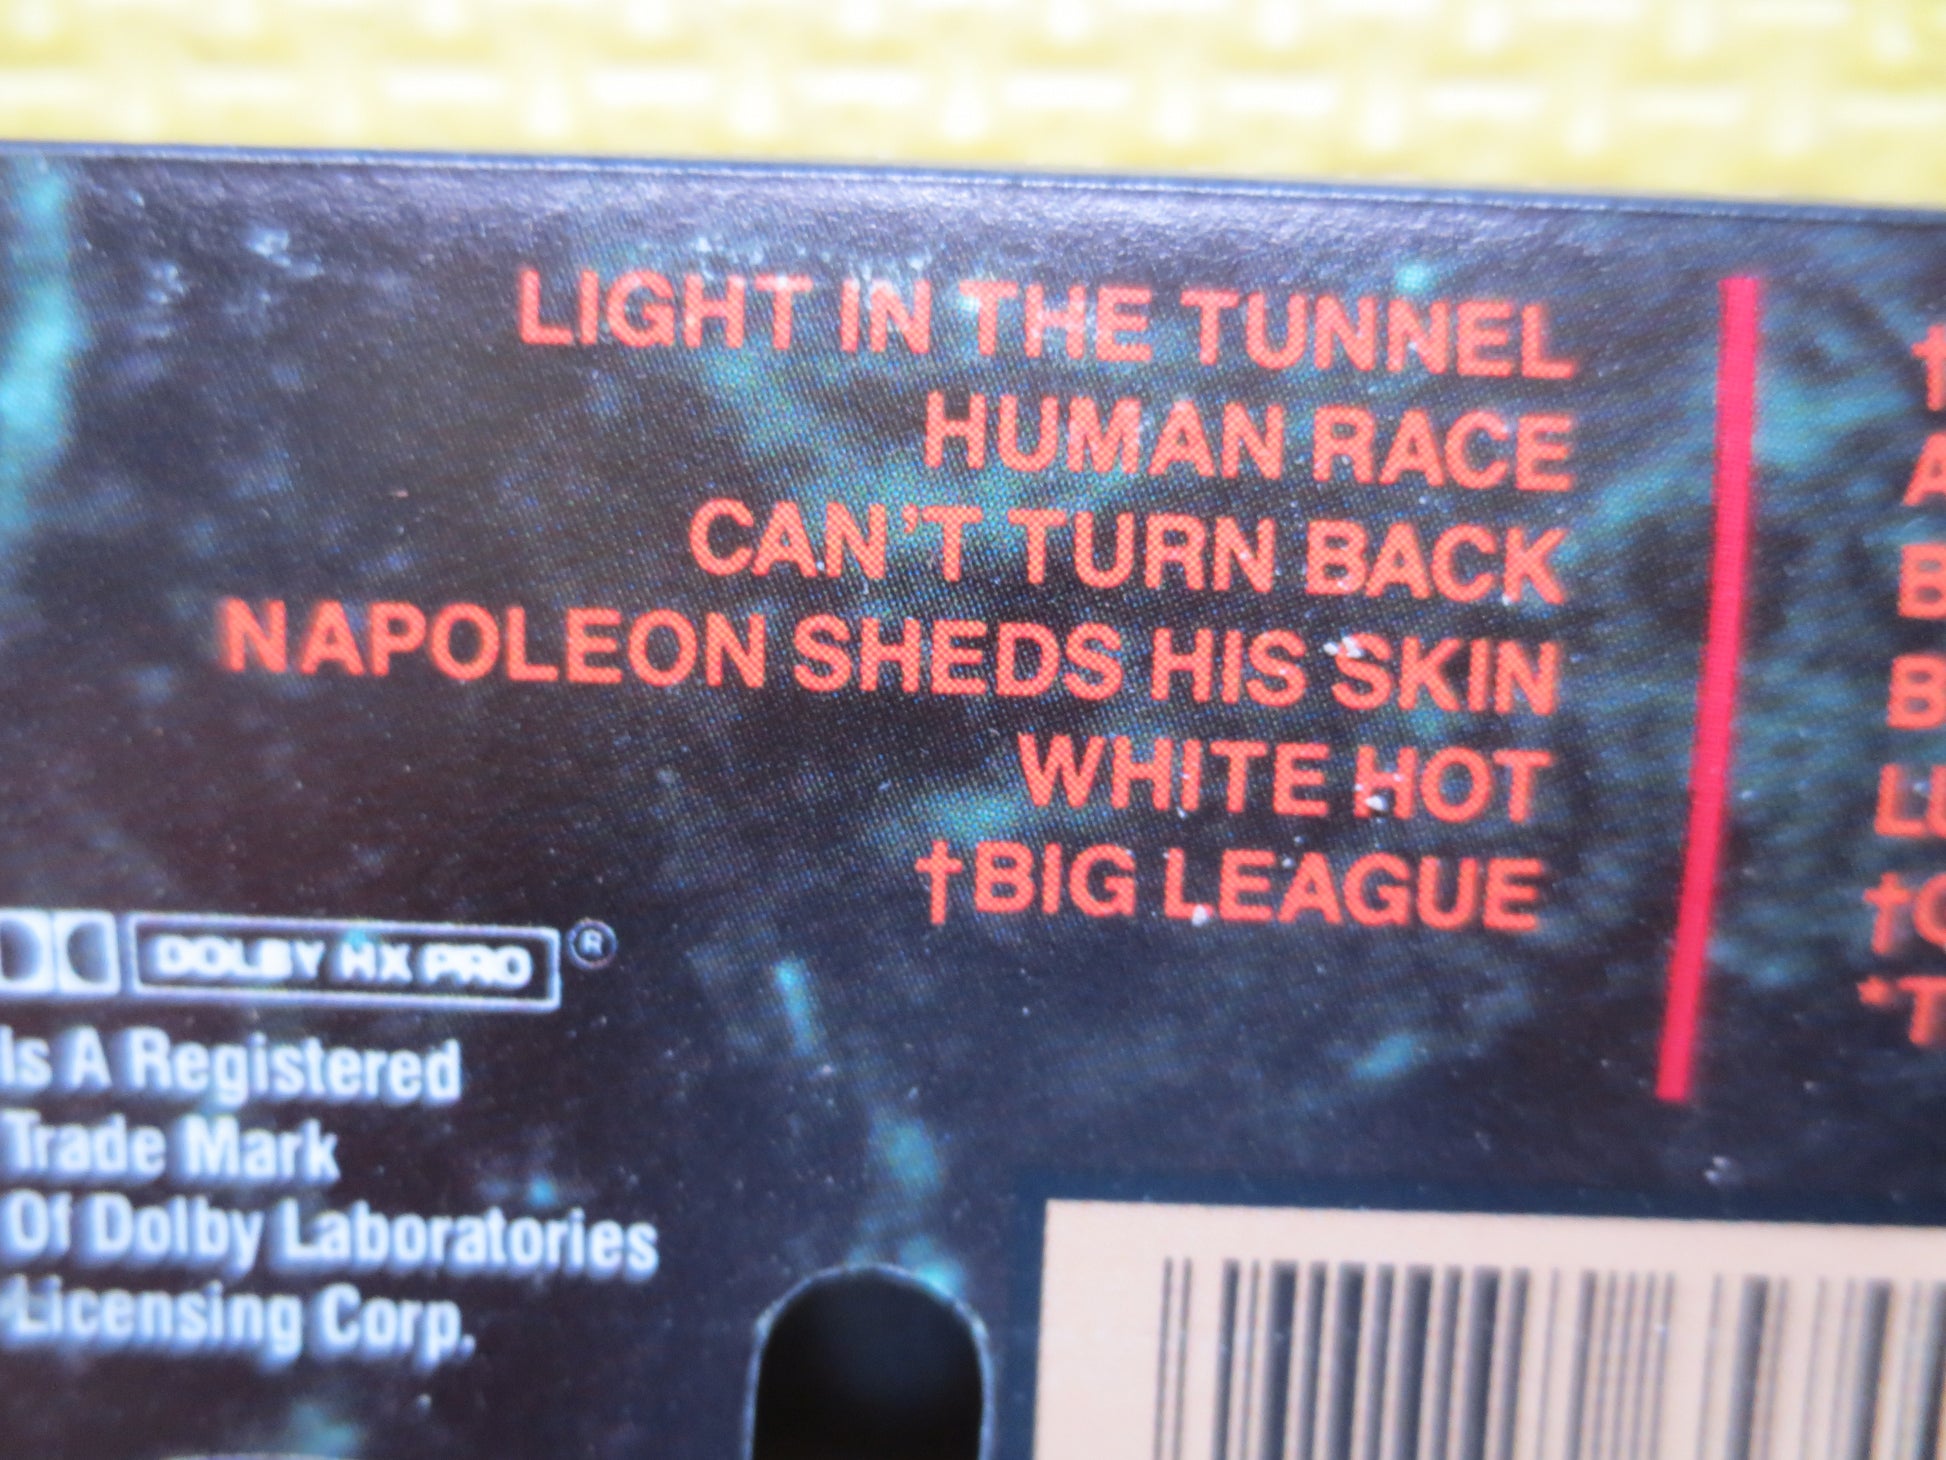 LIGHT IN THE TUNNEL
HUMAN RACE
CAN'T TURN BACK
NAPOLEON SHEDS HIS SKIN
WHITE HOT
†BIG LEAGUE
DOLBY HX PRO ®
Is A Registered
Trade Mark
Of Dolby Laboratories
Licensing Corp.
†
A
B
B
LU
†
*T